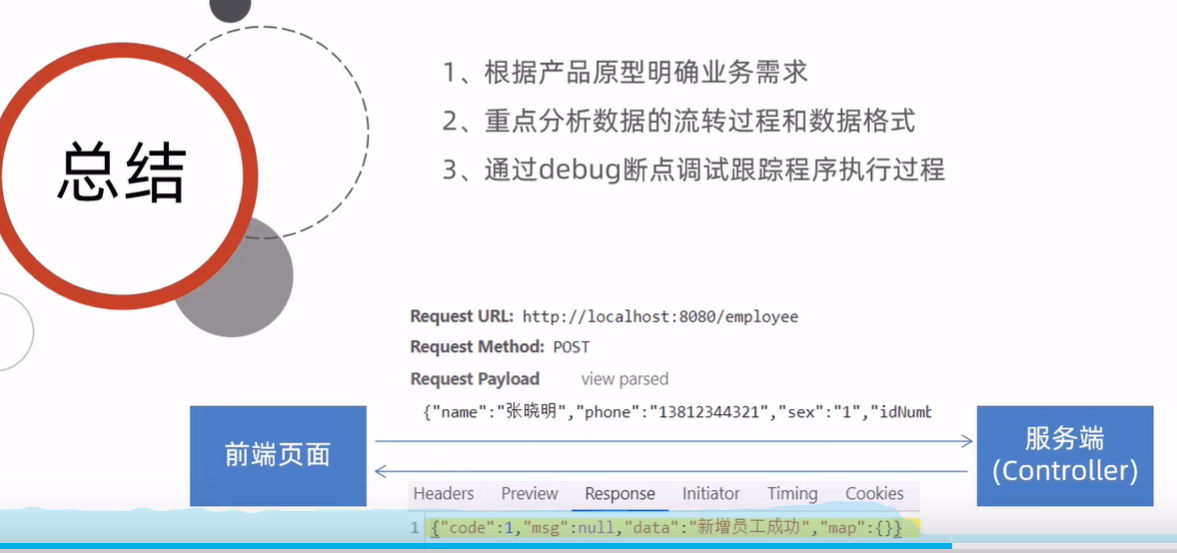 总结
1、根据产品原型明确业务需求
2、重点分析数据的流转过程和数据格式
3、通过debug断点调试跟踪程序执行过程
Request URL: http://localhost:8080/employee
Request Method: POST
Request Payload view parsed
{"name":"张晓明","phone":"13812344321","sex":"1","idNumb
前端页面
服务端
(Controller)
Headers Preview Response Initiator Timing Cookies
1 {"code":1,"msg":null,"data":"新增员工成功","map":{}}